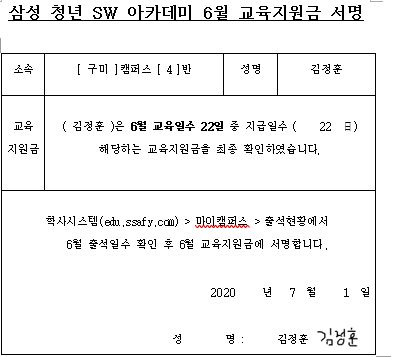 삼성 청년 SW 아카데미 6월 교육지원금 서명
소속 [ 구미 ]캠퍼스 [ 4 ]반 성명 김정훈
교육
지원금
( 김정훈 )은 6월 교육일수 22일 중 지급일수 ( 22 日)
해당하는 교육지원금을 최종 확인하였습니다.
학사시스템(edu.ssafy.com) > 마이캠퍼스 > 출석현황에서
6월 출석일수 확인 후 6월 교육지원금에 서명합니다.
2020 년 7 월 1 일
성 명 : 김정훈 김정훈